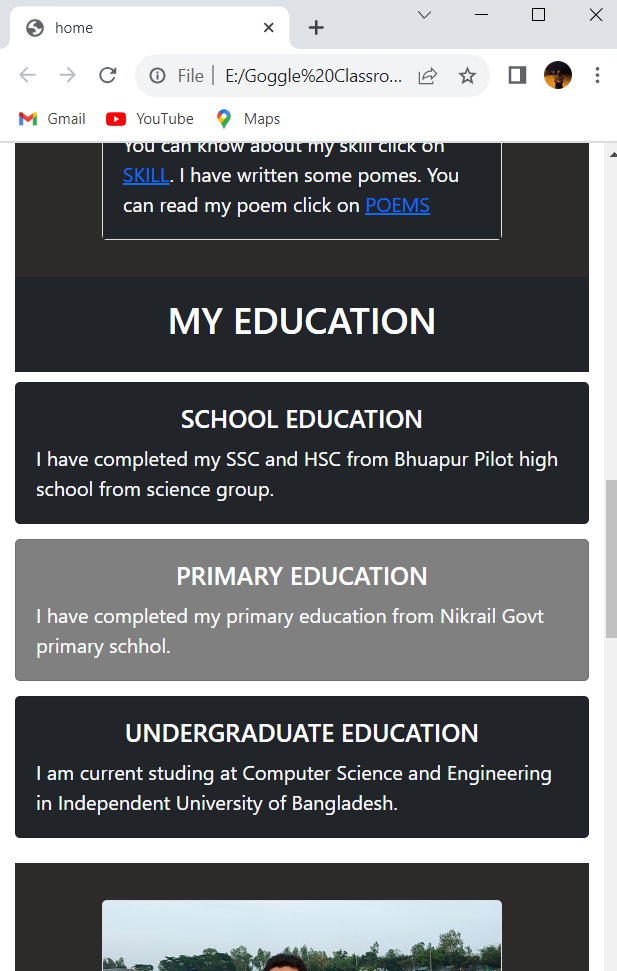 home
File
E:/Goggle%20Classro...
Gmail
YouTube
Maps
You can know about my skill click on
SKILL. I have written some pomes. You
can read my poem click on POEMS
MY EDUCATION
SCHOOL EDUCATION
I have completed my SSC and HSC from Bhuapur Pilot high
school from science group.
PRIMARY EDUCATION
I have completed my primary education from Nikrail Govt
primary schhol.
UNDERGRADUATE EDUCATION
I am current studing at Computer Science and Engineering
in Independent University of Bangladesh.